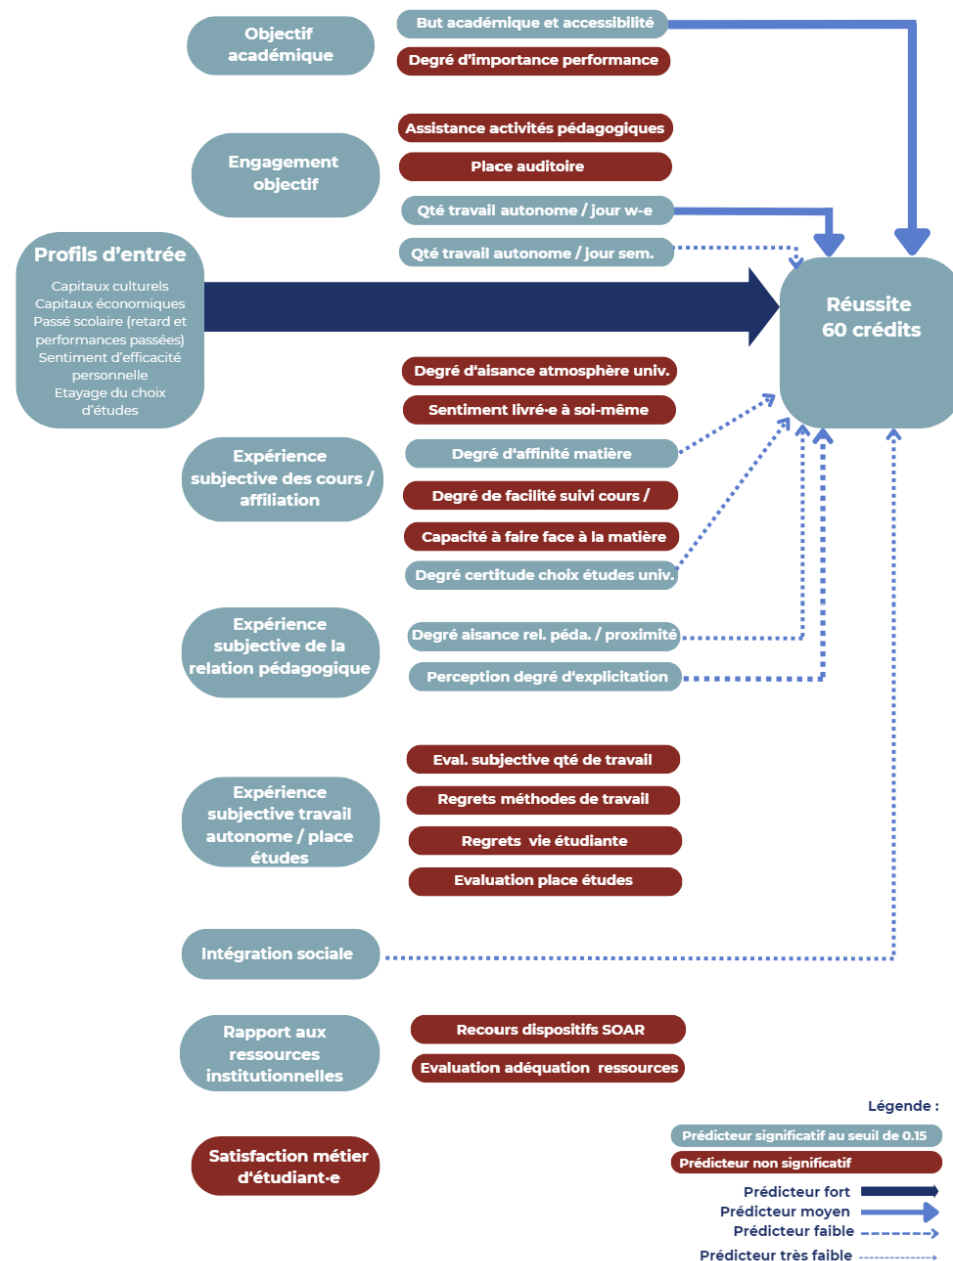 Objectif
académique
But académique et accessibilité
Degré d'importance performance
Engagement
objectif
Assistance activités pédagogiques
Place auditoire
Qté travail autonome / jour w-e
Qté travail autonome / jour sem.
Profils d'entrée
Capitaux culturels
Capitaux économiques
Passé scolaire (retard et
performances passées)
Sentiment d'efficacité
personnelle
Etayage du choix
d'études
Réussite
60 crédits
Expérience
subjective des cours /
affiliation
Degré d'aisance atmosphère univ.
Sentiment livré·e à soi-même
Degré d'affinité matière
Degré de facilité suivi cours /
Capacité à faire face à la matière
Degré certitude choix études univ.
Expérience
subjective de la
relation pédagogique
Degré aisance rel. péda. / proximité
Perception degré d'explicitation
Expérience
subjective travail
autonome / place
études
Eval. subjective qté de travail
Regrets méthodes de travail
Regrets vie étudiante
Evaluation place études
Intégration sociale
Rapport aux
ressources
institutionnelles
Recours dispositifs SOAR
Evaluation adéquation ressources
Satisfaction métier
d'étudiant·e
Légende :
Prédicteur significatif au seuil de 0.15
Prédicteur non significatif
Prédicteur fort
Prédicteur moyen
Prédicteur faible
Prédicteur très faible